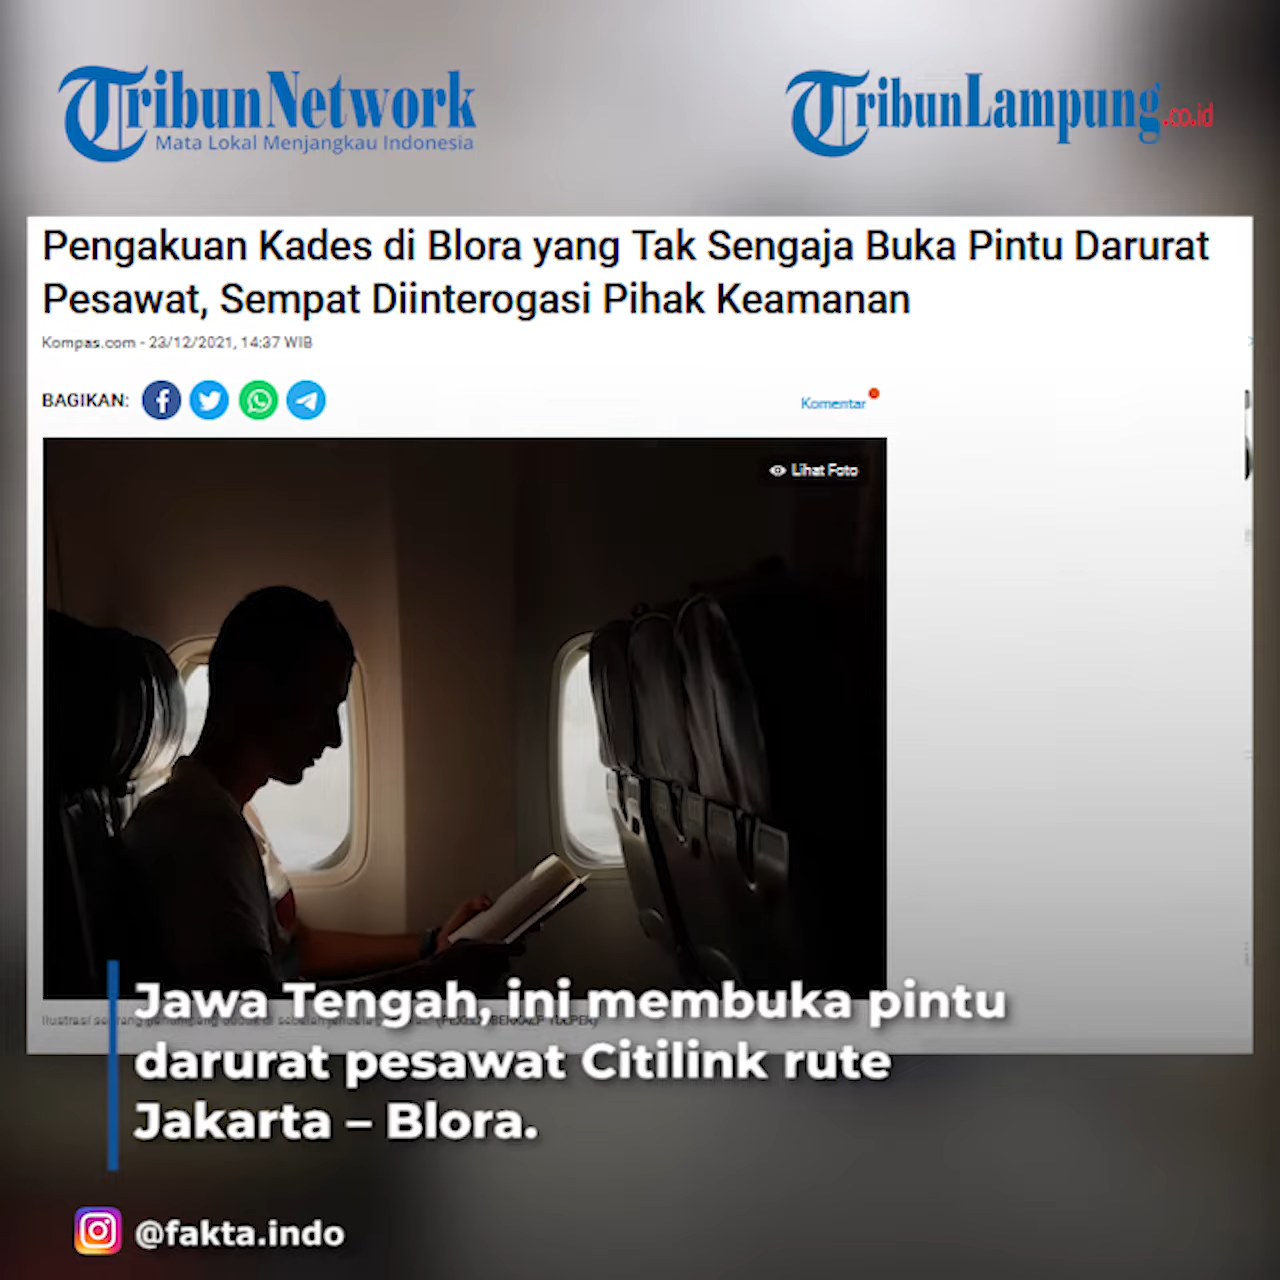 TribunNetwork
Mata Lokal Menjangkau Indonesia
TribunLampung.co.id
Pengakuan Kades di Blora yang Tak Sengaja Buka Pintu Darurat
Pesawat, Sempat Diinterogasi Pihak Keamanan
Kompas.com - 23/12/2021, 14:37 WIB
BAGIKAN:
Komentar
Lihat Foto
Jawa Tengah, ini membuka pintu
darurat pesawat Citilink rute
Jakarta – Blora.
@fakta.indo